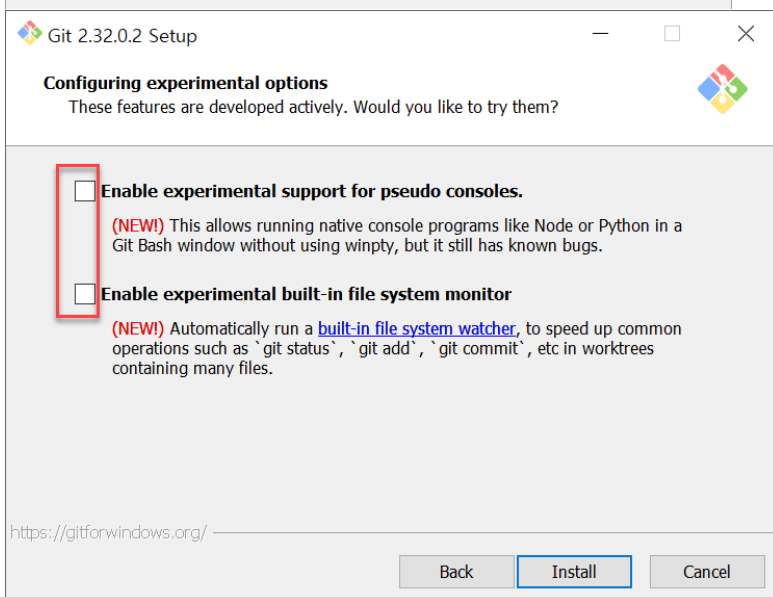 Git 2.32.0.2 Setup
Configuring experimental options
These features are developed actively. Would you like to try them?
Enable experimental support for pseudo consoles.
(NEW!) This allows running native console programs like Node or Python in a
Git Bash window without using winpty, but it still has known bugs.
Enable experimental built-in file system monitor
(NEW!) Automatically run a built-in file system watcher, to speed up common
operations such as `git status`, `git add`, `git commit`, etc in worktrees
containing many files.
https://gitforwindows.org/
Back Install Cancel